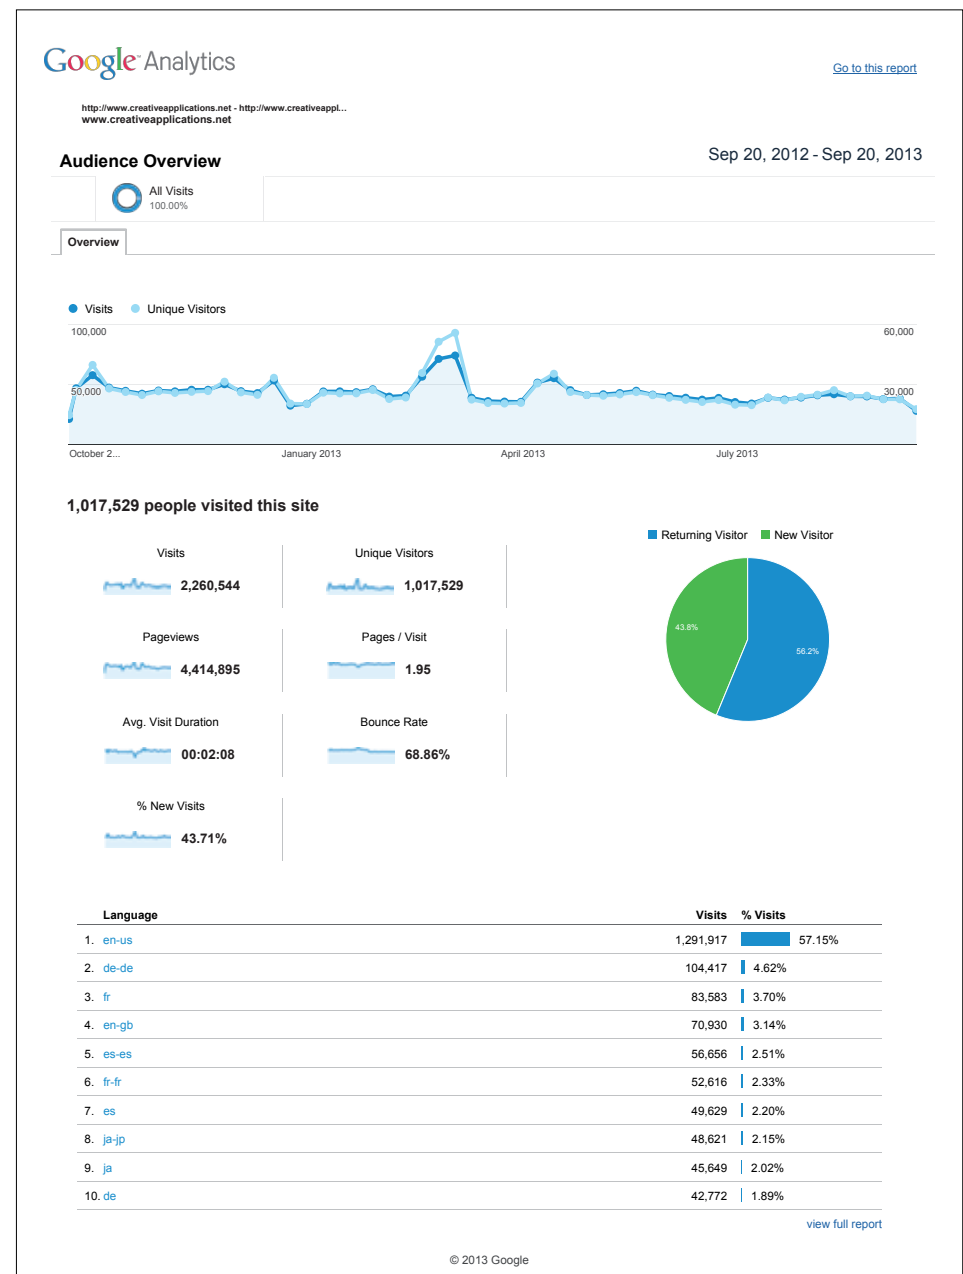 Google Analytics
Go to this report
http://www.creativeapplications.net - http://www.creativeappl...
www.creativeapplications.net
Audience Overview
Sep 20, 2012 - Sep 20, 2013
All Visits
100.00%
Overview
Visits Unique Visitors
100,000 60,000
50,000 30,000
October 2... January 2013 April 2013 July 2013
1,017,529 people visited this site
Returning Visitor New Visitor
Visits Unique Visitors
2,260,544 1,017,529
43.8%
56.2%
Pageviews Pages / Visit
4,414,895 1.95
Avg. Visit Duration Bounce Rate
00:02:08 68.86%
% New Visits
43.71%
Language Visits % Visits
1. en-us 1,291,917 57.15%
2. de-de 104,417 4.62%
3. fr 83,583 3.70%
4. en-gb 70,930 3.14%
5. es-es 56,656 2.51%
6. fr-fr 52,616 2.33%
7. es 49,629 2.20%
8. ja-jp 48,621 2.15%
9. ja 45,649 2.02%
10. de 42,772 1.89%
view full report
© 2013 Google